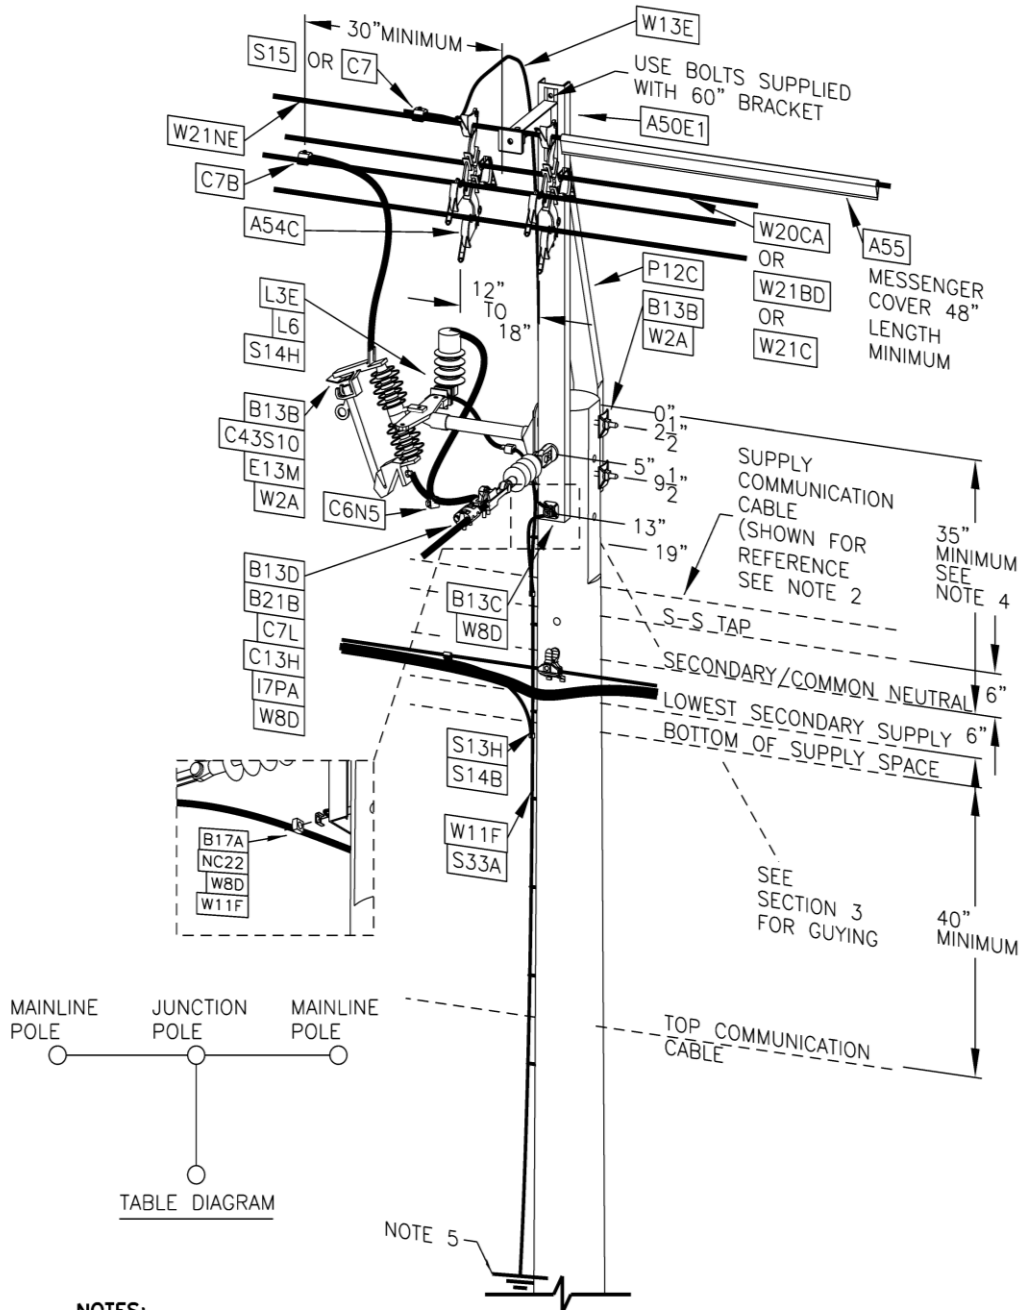 W13E
30" MINIMUM
S15 OR C7
USE BOLTS SUPPLIED
WITH 60" BRACKET
A50E1
W21NE
C7B
A54C
W20CA
OR
W21BD
OR
W21C
A55
MESSENGER
COVER 48"
LENGTH
MINIMUM
P12C
B13B
W2A
12"
TO
18"
L3E
L6
S14H
B13B
C43S10
E13M
W2A
C6N5
0"
2 1/2"
5"
9 1/2"
13"
19"
SUPPLY
COMMUNICATION
CABLE
(SHOWN FOR
REFERENCE
SEE NOTE 2
35"
MINIMUM
SEE
NOTE 4
B13D
B21B
C7L
C13H
I7PA
W8D
B13C
W8D
S-S TAP
SECONDARY/COMMON NEUTRAL
6"
LOWEST SECONDARY SUPPLY
6"
BOTTOM OF SUPPLY SPACE
S13H
S14B
W11F
S33A
B17A
NC22
W8D
W11F
SEE
SECTION 3
FOR GUYING
40"
MINIMUM
MAINLINE
POLE
JUNCTION
POLE
MAINLINE
POLE
TOP COMMUNICATION
CABLE
TABLE DIAGRAM
NOTE 5
NOTES: